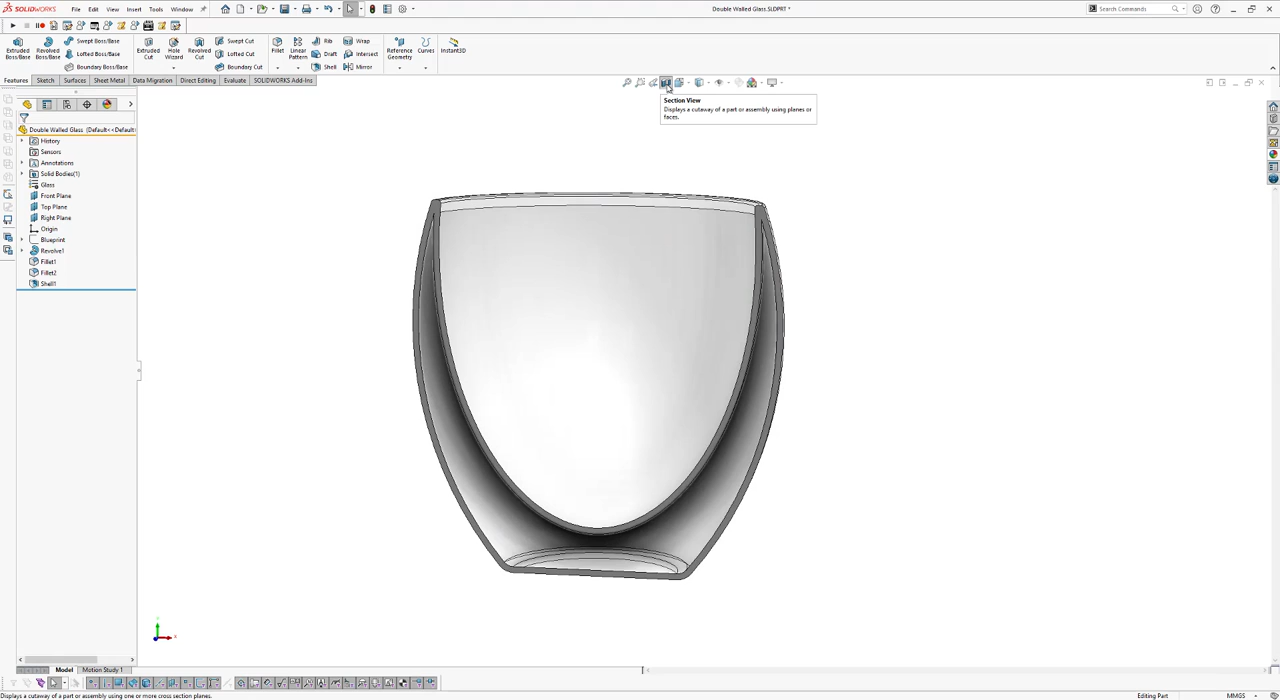 SOLIDWORKS File Edit View Insert Tools Window Double Walled Glass.SLDPRT * Search Commands
Extruded Boss/Base Revolved Boss/Base Swept Boss/Base Lofted Boss/Base Boundary Boss/Base Extruded Cut Hole Wizard Revolved Cut Swept Cut Lofted Cut Boundary Cut Fillet Linear Pattern Rib Draft Shell Wrap Intersect Mirror Reference Geometry Curves Instant3D
Features Sketch Surfaces Sheet Metal Data Migration Direct Editing Evaluate SOLIDWORKS Add-Ins
Section View
Displays a cutaway of a part or assembly using planes or
faces.
Double Walled Glass (Default<<Default
History
Sensors
Annotations
Solid Bodies(1)
Glass
Front Plane
Top Plane
Right Plane
Origin
Blueprint
Revolve1
Fillet1
Fillet2
Shell1
Model Motion Study 1
Displays a cutaway of a part or assembly using one or more cross section planes. Editing Part MMGS